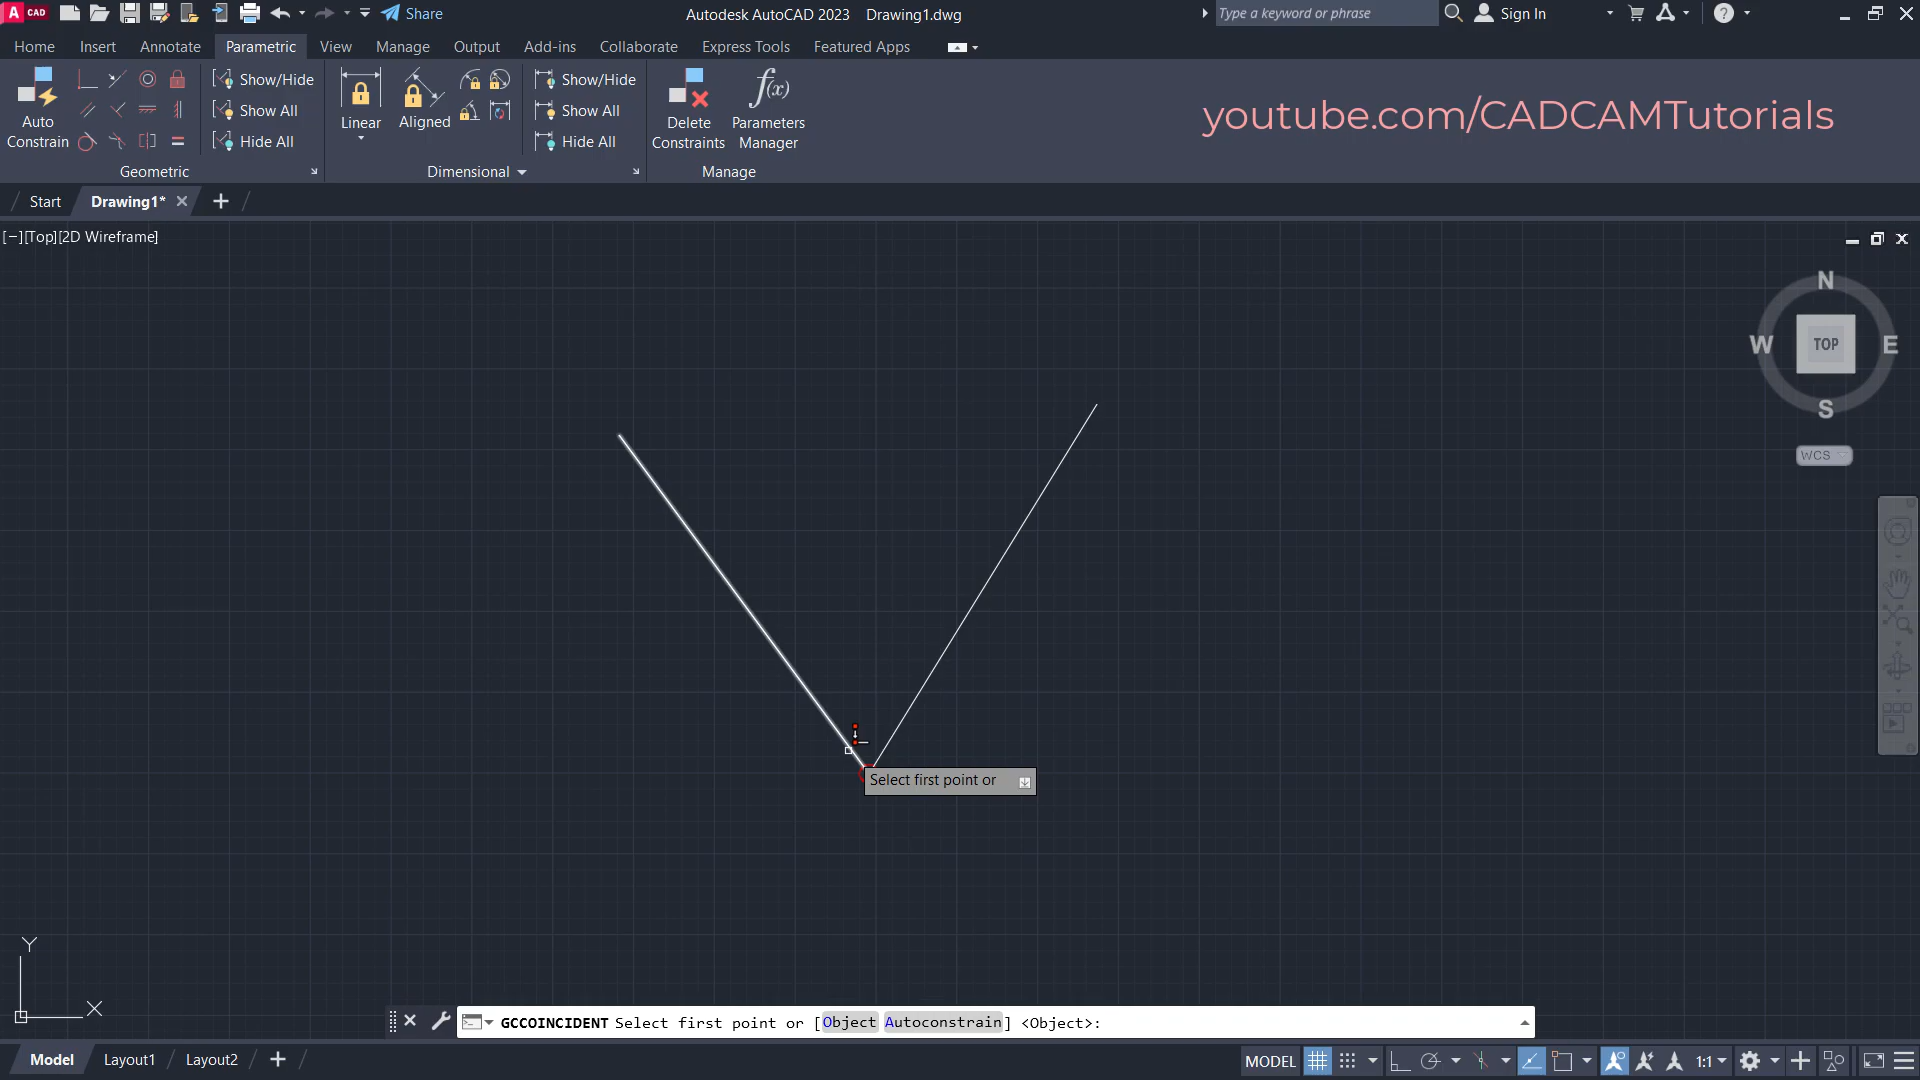 A CAD
Share
Autodesk AutoCAD 2023 Drawing1.dwg
Type a keyword or phrase
Sign In
Home Insert Annotate Parametric View Manage Output Add-ins Collaborate Express Tools Featured Apps
Auto
Constrain
Show/Hide
Show All
Hide All
Geometric
Linear
Aligned
Show/Hide
Show All
Hide All
Dimensional
Delete
Constraints
f(x)
Parameters
Manager
Manage
youtube.com/CADCAMTutorials
Start Drawing1*
[−][Top][2D Wireframe]
N
W TOP E
S
WCS
Select first point or
Y
X
GCCOINCIDENT Select first point or [Object Autoconstrain] <Object>:
Model Layout1 Layout2
MODEL 1:1